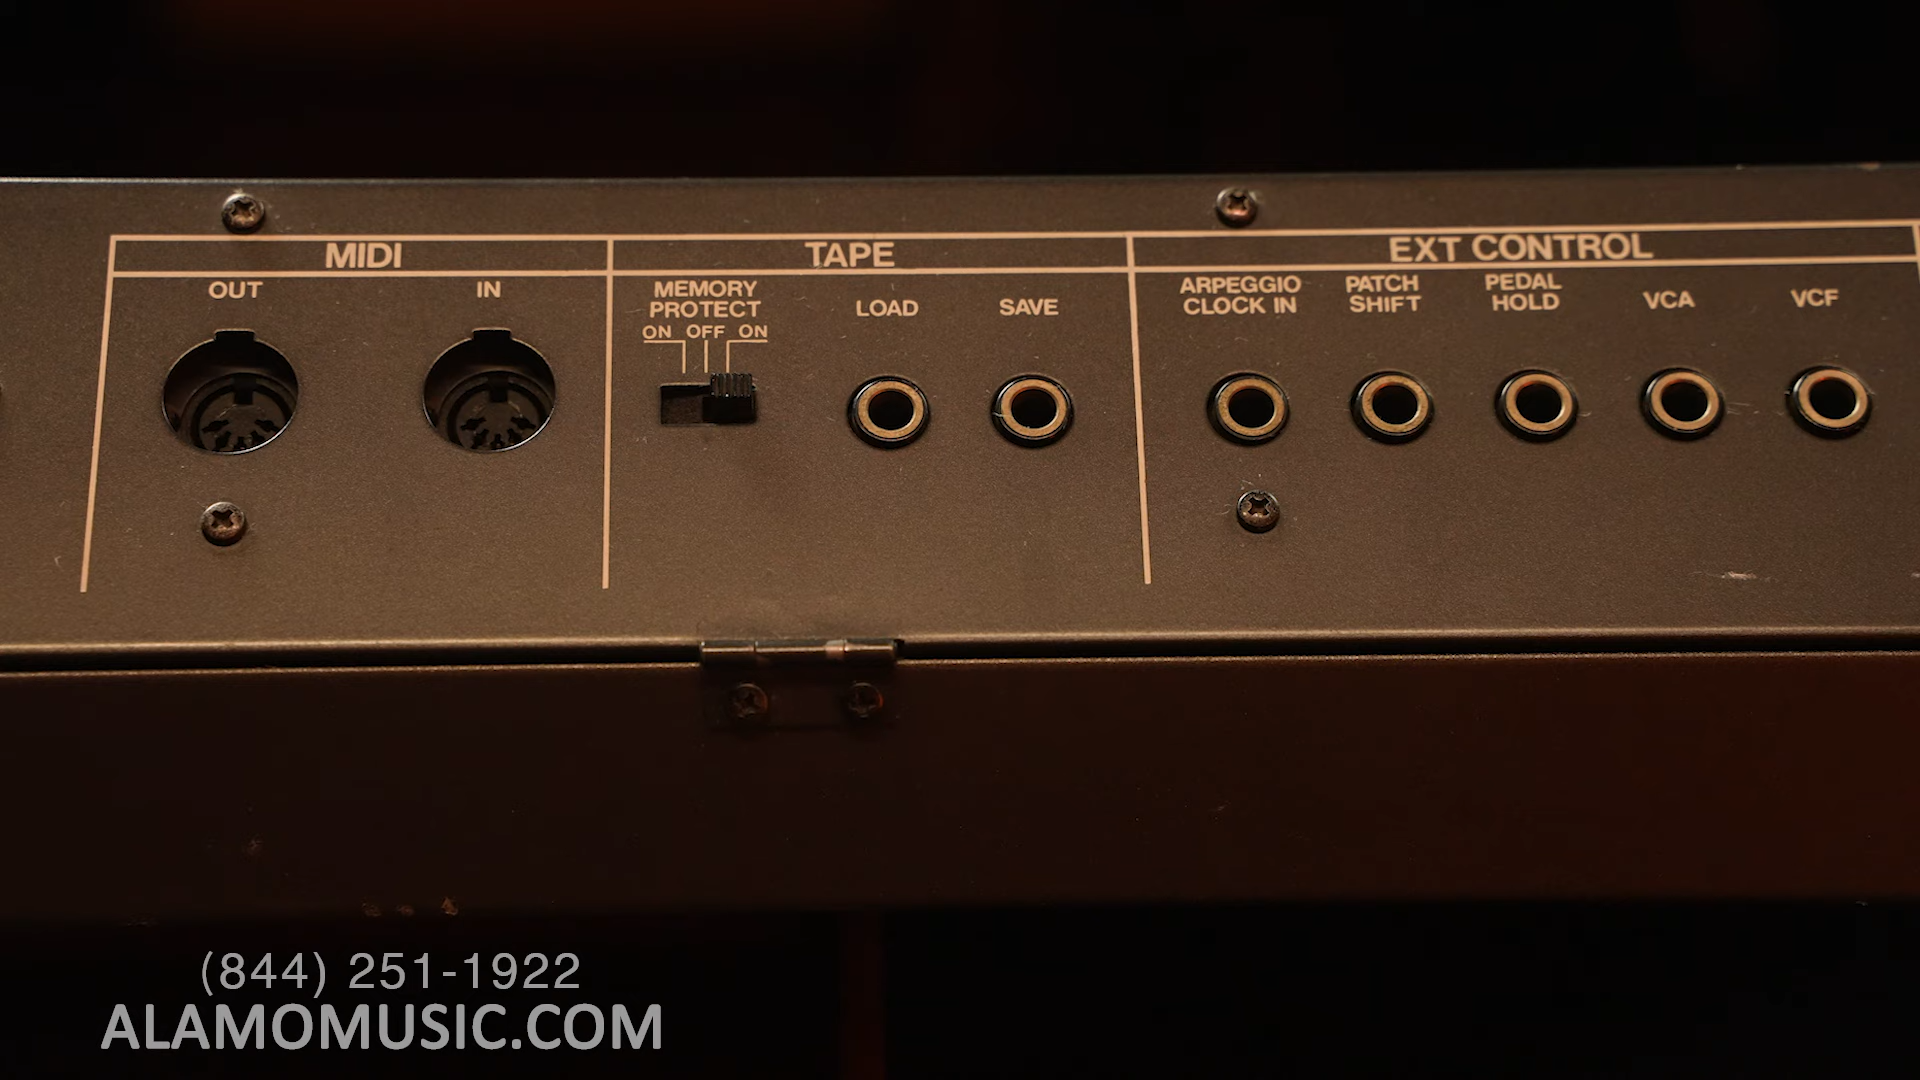 MIDI
OUT IN
TAPE
MEMORY
PROTECT
ON OFF ON
LOAD
SAVE
EXT CONTROL
ARPEGGIO
CLOCK IN
PATCH
SHIFT
PEDAL
HOLD
VCA
VCF
(844) 251-1922
ALAMOMUSIC.COM